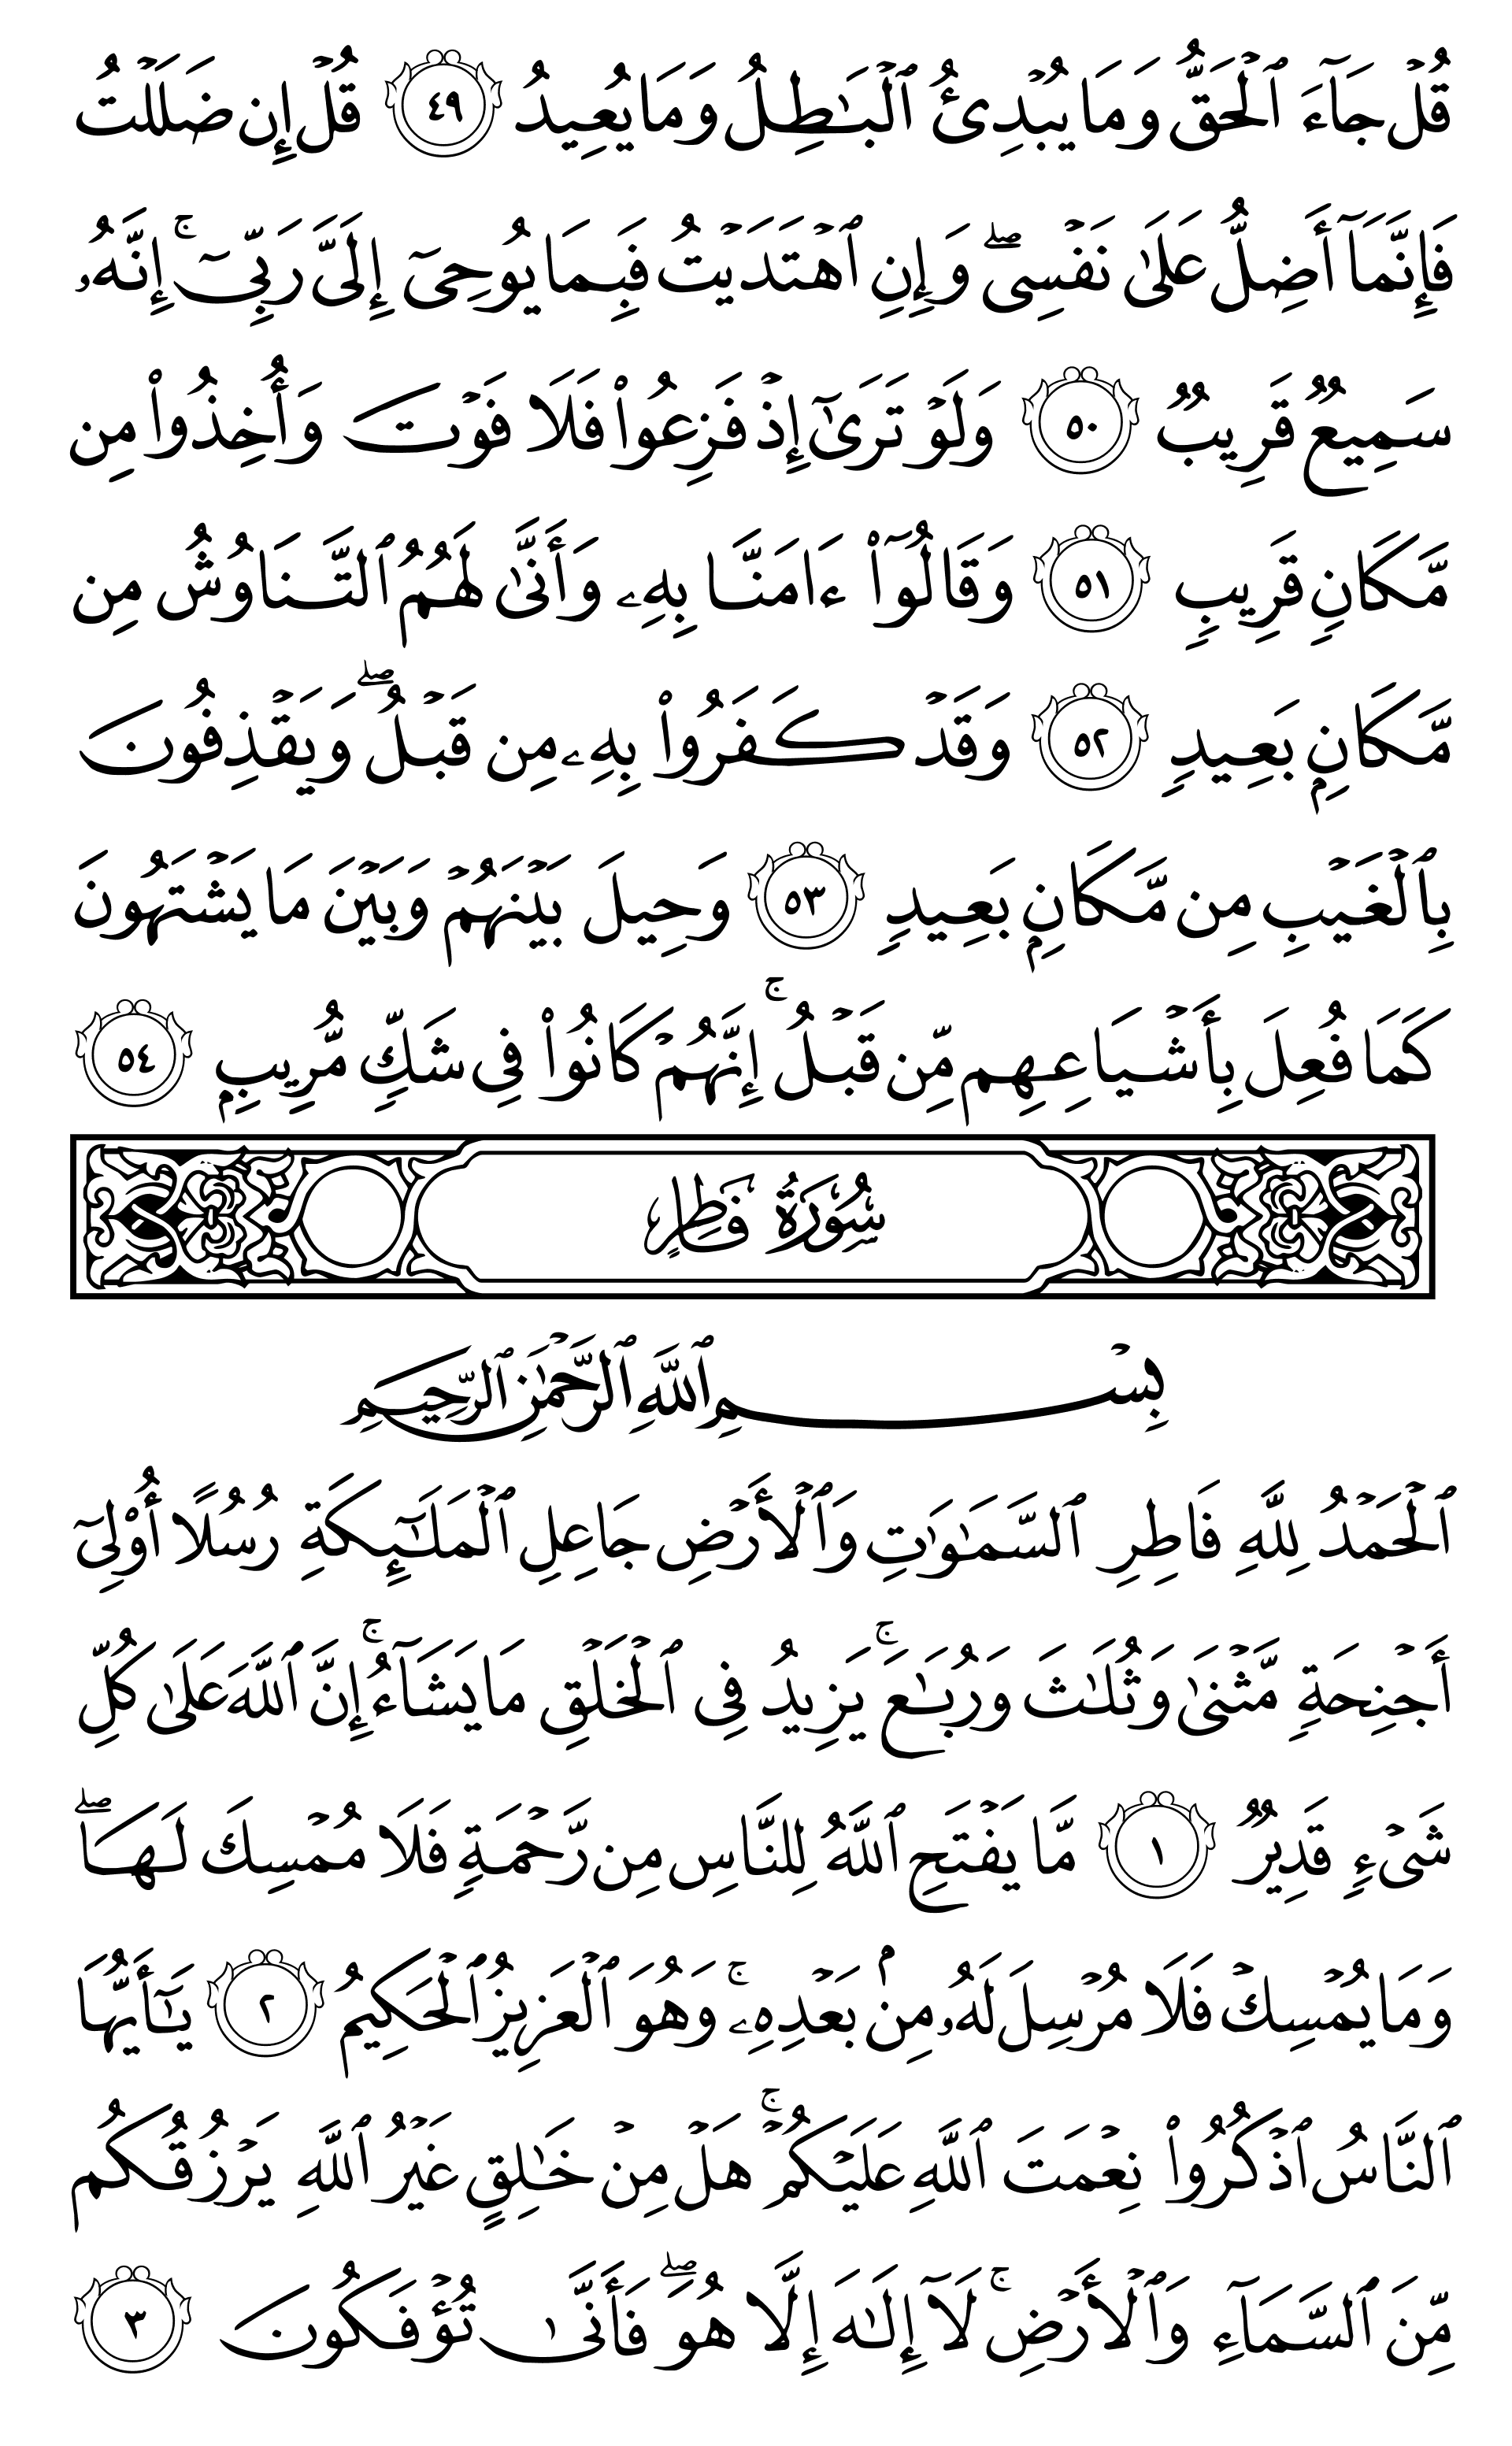 قُلْ جَآءَ ٱلْحَقُّ وَمَا يُبْدِئُ ٱلْبَٰطِلُ وَمَا يُعِيدُ ٤٩ قُلْ إِن ضَلَلْتُ
فَإِنَّمَآ أَضِلُّ عَلَىٰ نَفْسِىۖ وَإِنِ ٱهْتَدَيْتُ فَبِمَا يُوحِىٓ إِلَىَّ رَبِّىٓۚ إِنَّهُۥ
سَمِيعٌ قَرِيبٌ ٥٠ وَلَوْ تَرَىٰٓ إِذْ فَزِعُوا۟ فَلَا فَوْتَ وَأُخِذُوا۟ مِن
مَّكَانٍ قَرِيبٍ ٥١ وَقَالُوٓا۟ ءَامَنَّا بِهِۦ وَأَنَّىٰ لَهُمُ ٱلتَّنَاوُشُ مِن
مَّكَانٍۭ بَعِيدٍ ٥٢ وَقَدْ كَفَرُوا۟ بِهِۦ مِن قَبْلُۖ وَيَقْذِفُونَ
بِٱلْغَيْبِ مِن مَّكَانٍۭ بَعِيدٍ ٥٣ وَحِيلَ بَيْنَهُمْ وَبَيْنَ مَا يَشْتَهُونَ
كَمَا فُعِلَ بِأَشْيَاعِهِم مِّن قَبْلُۚ إِنَّهُمْ كَانُوا۟ فِى شَكٍّ مُّرِيبٍۭ ٥٤
سُورَةُ فَاطِرٍ
بِسْمِ ٱللَّهِ ٱلرَّحْمَٰنِ ٱلرَّحِيمِ
ٱلْحَمْدُ لِلَّهِ فَاطِرِ ٱلسَّمَٰوَٰتِ وَٱلْأَرْضِ جَاعِلِ ٱلْمَلَٰٓئِكَةِ رُسُلًا أُو۟لِىٓ
أَجْنِحَةٍ مَّثْنَىٰ وَثُلَٰثَ وَرُبَٰعَۚ يَزِيدُ فِى ٱلْخَلْقِ مَا يَشَآءُۚ إِنَّ ٱللَّهَ عَلَىٰ كُلِّ
شَىْءٍ قَدِيرٌ ١ مَّا يَفْتَحِ ٱللَّهُ لِلنَّاسِ مِن رَّحْمَةٍ فَلَا مُمْسِكَ لَهَاۖ
وَمَا يُمْسِكْ فَلَا مُرْسِلَ لَهُۥ مِنۢ بَعْدِهِۦۚ وَهُوَ ٱلْعَزِيزُ ٱلْحَكِيمُ ٢ يَٰٓأَيُّهَا
ٱلنَّاسُ ٱذْكُرُوا۟ نِعْمَتَ ٱللَّهِ عَلَيْكُمْۚ هَلْ مِنْ خَٰلِقٍ غَيْرُ ٱللَّهِ يَرْزُقُكُم
مِّنَ ٱلسَّمَآءِ وَٱلْأَرْضِۚ لَآ إِلَٰهَ إِلَّا هُوَۖ فَأَنَّىٰ تُؤْفَكُونَ ٣